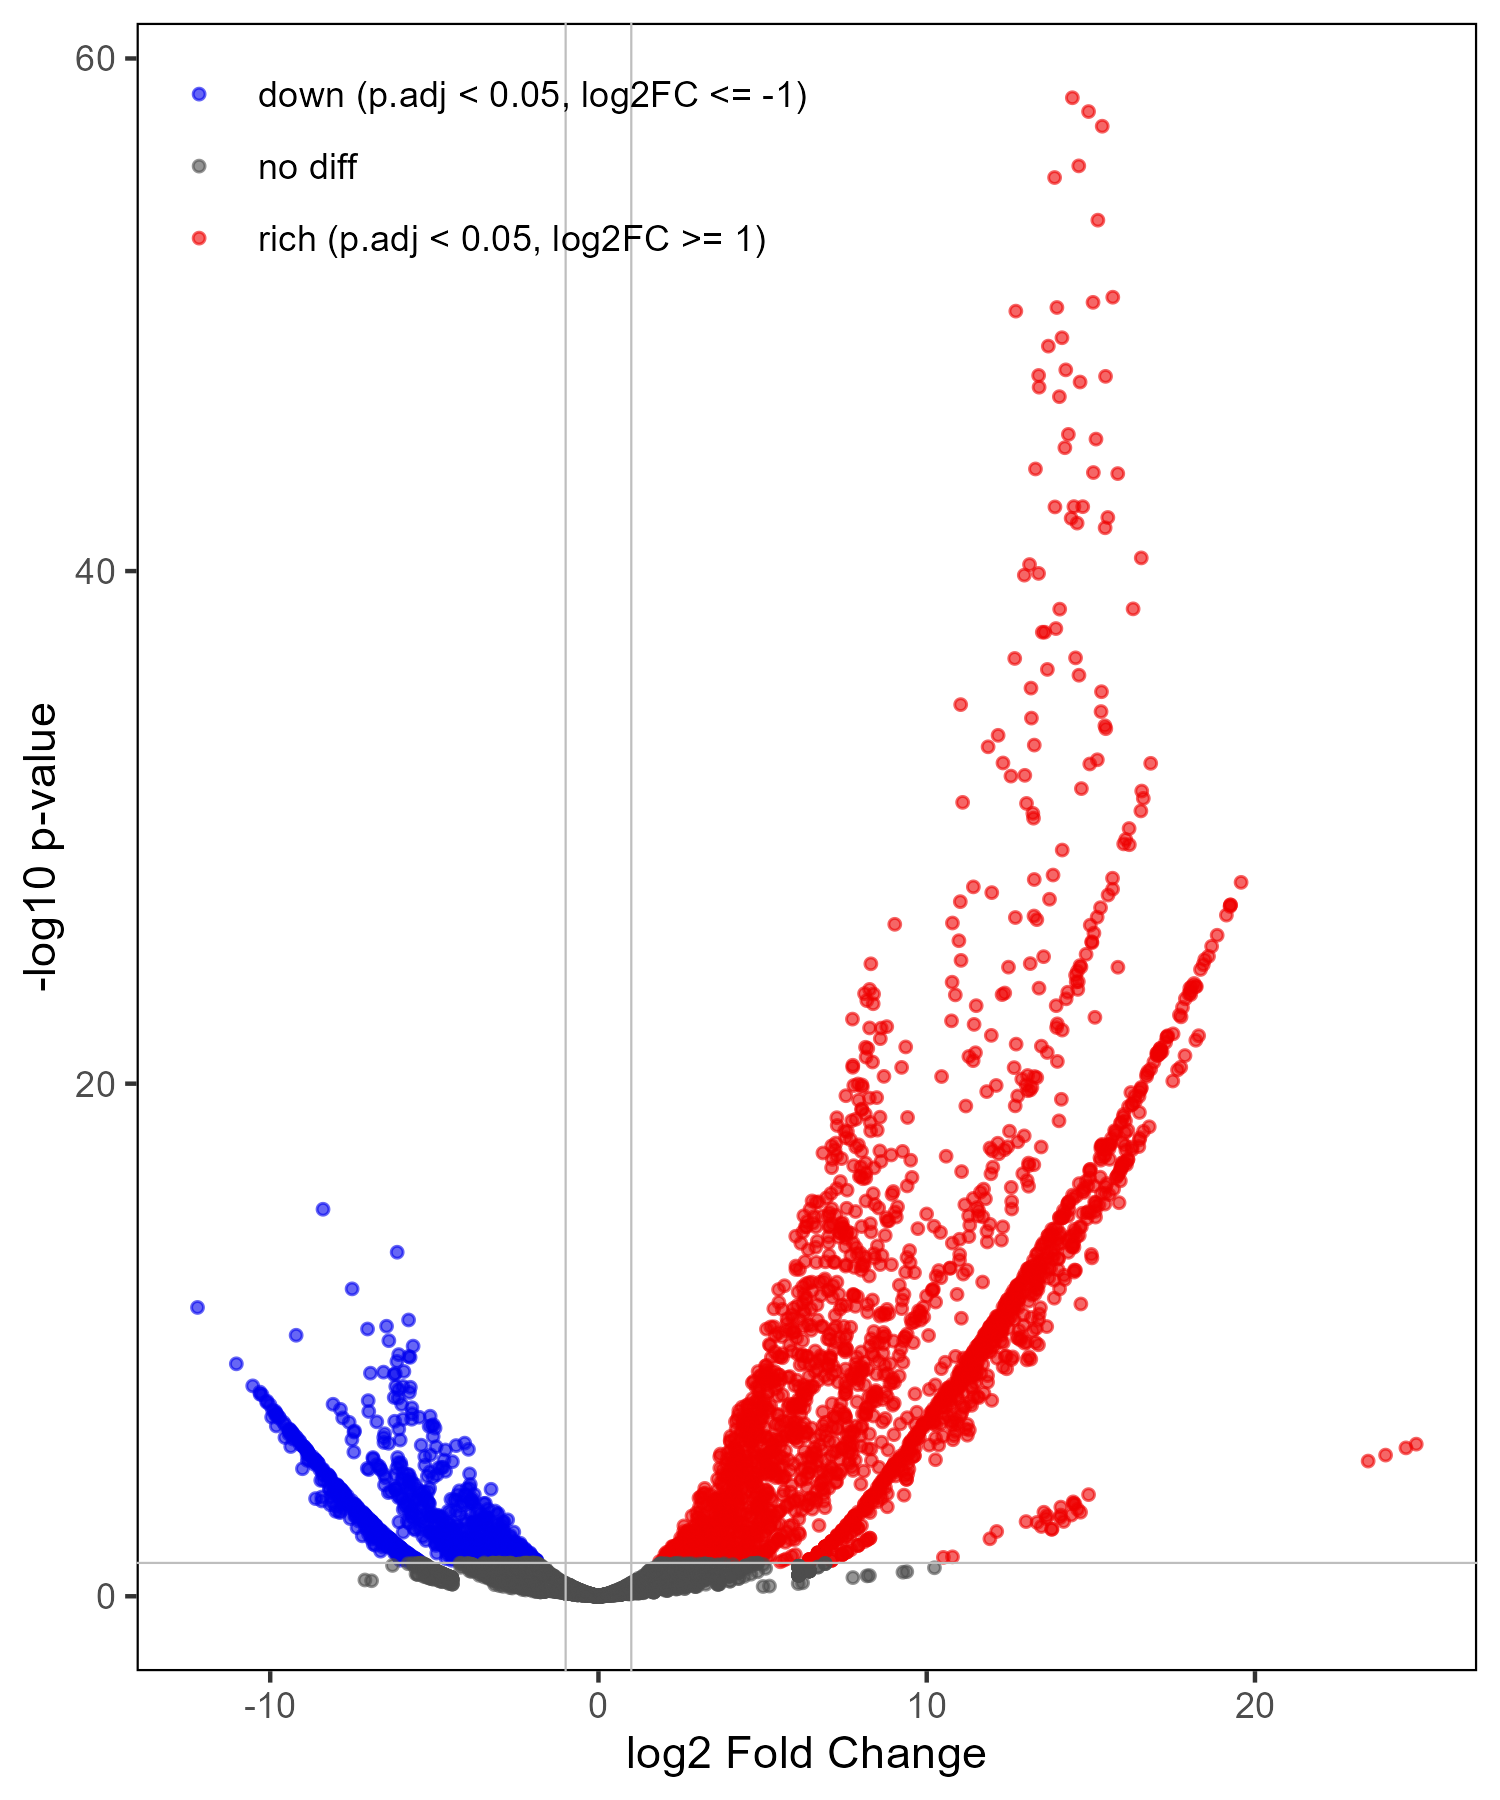 60
down (p.adj < 0.05, log2FC <= -1)
no diff
rich (p.adj < 0.05, log2FC >= 1)
40
-log10 p-value
20
0
-10 0 10 20
log2 Fold Change